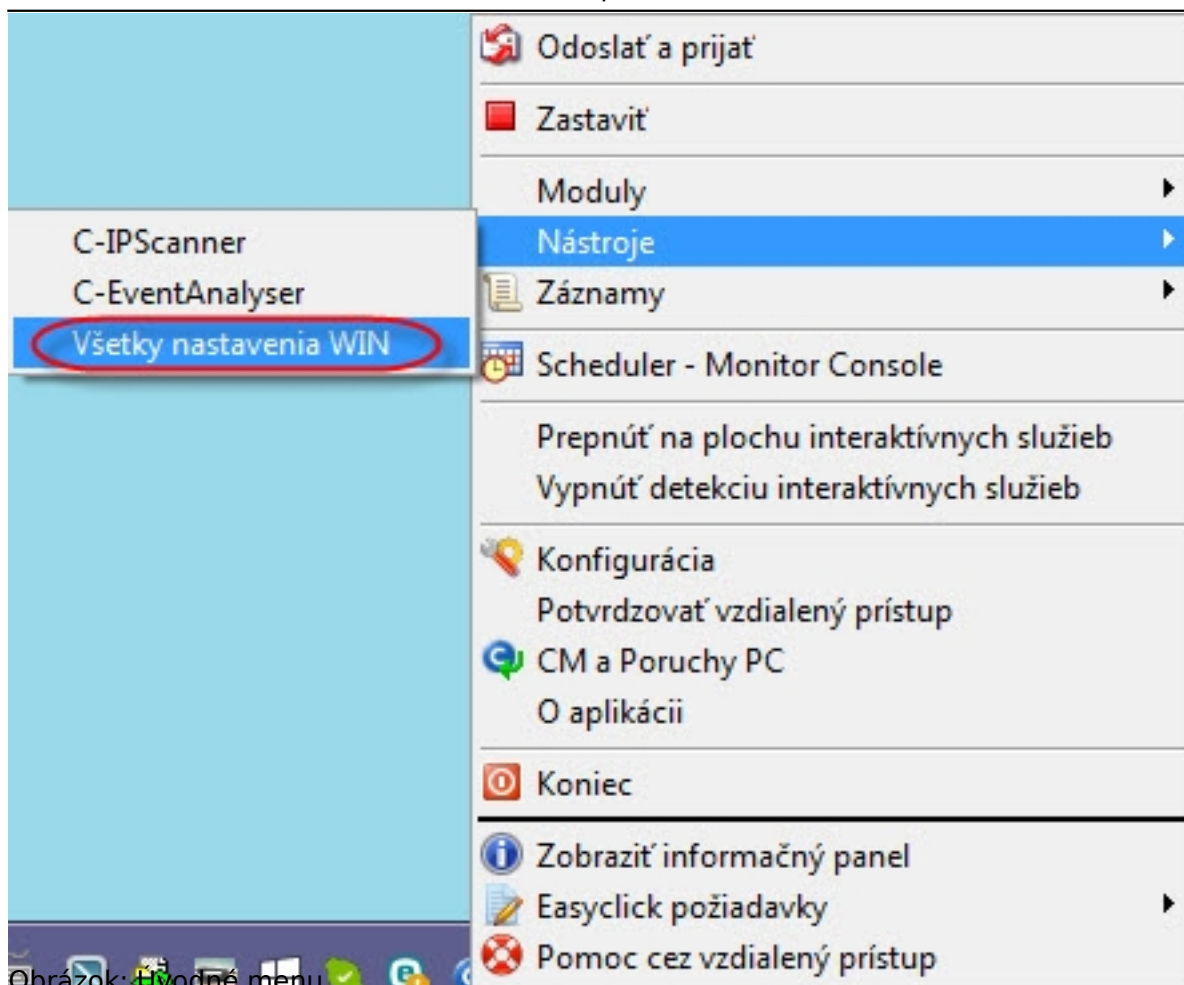 Odoslať a prijať
Zastaviť
Moduly
Nástroje
C-IPScanner
C-EventAnalyser
Všetky nastavenia WIN
Záznamy
Scheduler - Monitor Console
Prepnúť na plochu interaktívnych služieb
Vypnúť detekciu interaktívnych služieb
Konfigurácia
Potvrdzovať vzdialený prístup
CM a Poruchy PC
O aplikácii
Koniec
Zobraziť informačný panel
Easyclick požiadavky
Pomoc cez vzdialený prístup
Obrázok: Úvodné menu